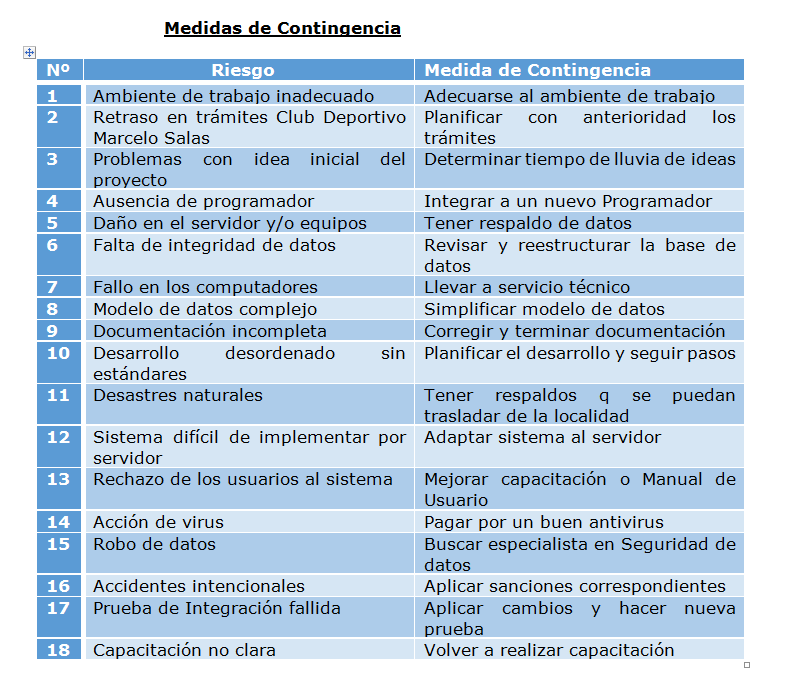 Medidas de Contingencia
Nº Riesgo Medida de Contingencia
1 Ambiente de trabajo inadecuado Adecuarse al ambiente de trabajo
2 Retraso en trámites Club Deportivo Planificar con anterioridad los
Marcelo Salas trámites
3 Problemas con idea inicial del Determinar tiempo de lluvia de ideas
proyecto
4 Ausencia de programador Integrar a un nuevo Programador
5 Daño en el servidor y/o equipos Tener respaldo de datos
6 Falta de integridad de datos Revisar y reestructurar la base de
datos
7 Fallo en los computadores Llevar a servicio técnico
8 Modelo de datos complejo Simplificar modelo de datos
9 Documentación incompleta Corregir y terminar documentación
10 Desarrollo desordenado sin Planificar el desarrollo y seguir pasos
estándares
11 Desastres naturales Tener respaldos q se puedan
trasladar de la localidad
12 Sistema difícil de implementar por Adaptar sistema al servidor
servidor
13 Rechazo de los usuarios al sistema Mejorar capacitación o Manual de
Usuario
14 Acción de virus Pagar por un buen antivirus
15 Robo de datos Buscar especialista en Seguridad de
datos
16 Accidentes intencionales Aplicar sanciones correspondientes
17 Prueba de Integración fallida Aplicar cambios y hacer nueva
prueba
18 Capacitación no clara Volver a realizar capacitación